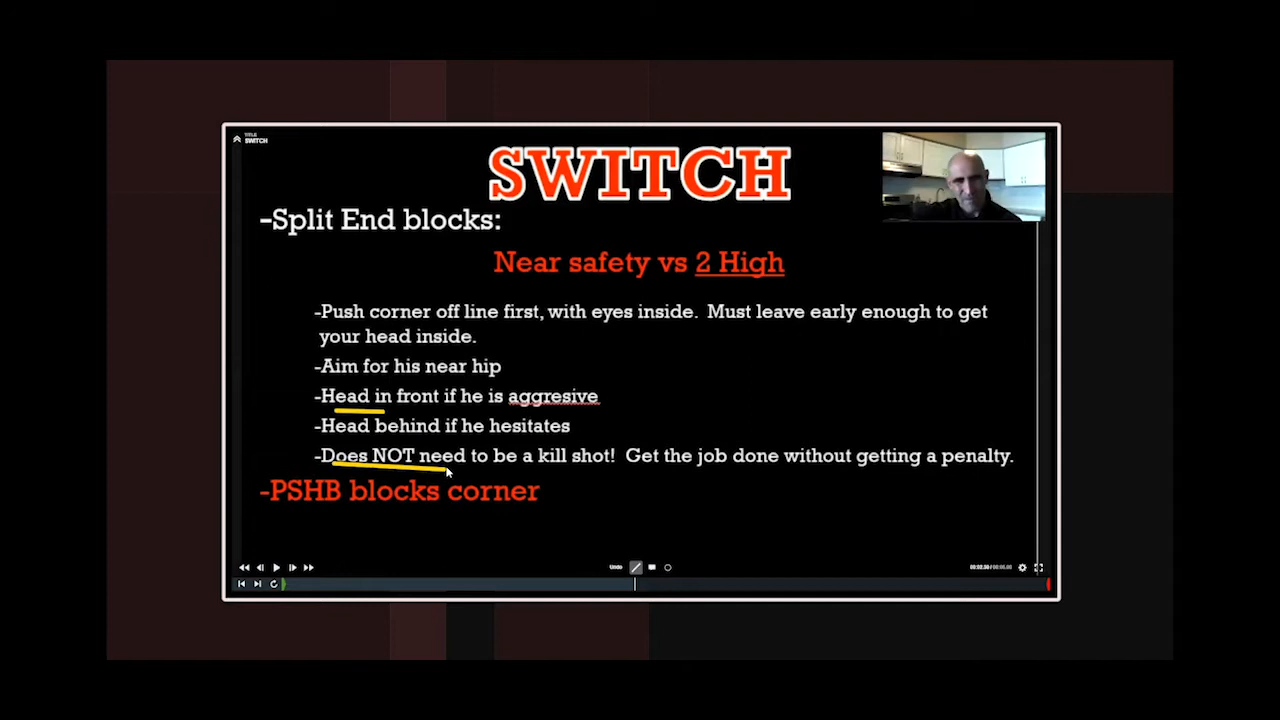 TITLE
SWITCH
SWITCH
-Split End blocks:
Near safety vs 2 High
-Push corner off line first, with eyes inside.  Must leave early enough to get
your head inside.
-Aim for his near hip
-Head in front if he is aggresive
-Head behind if he hesitates
-Does NOT need to be a kill shot!  Get the job done without getting a penalty.
-PSHB blocks corner
Undo